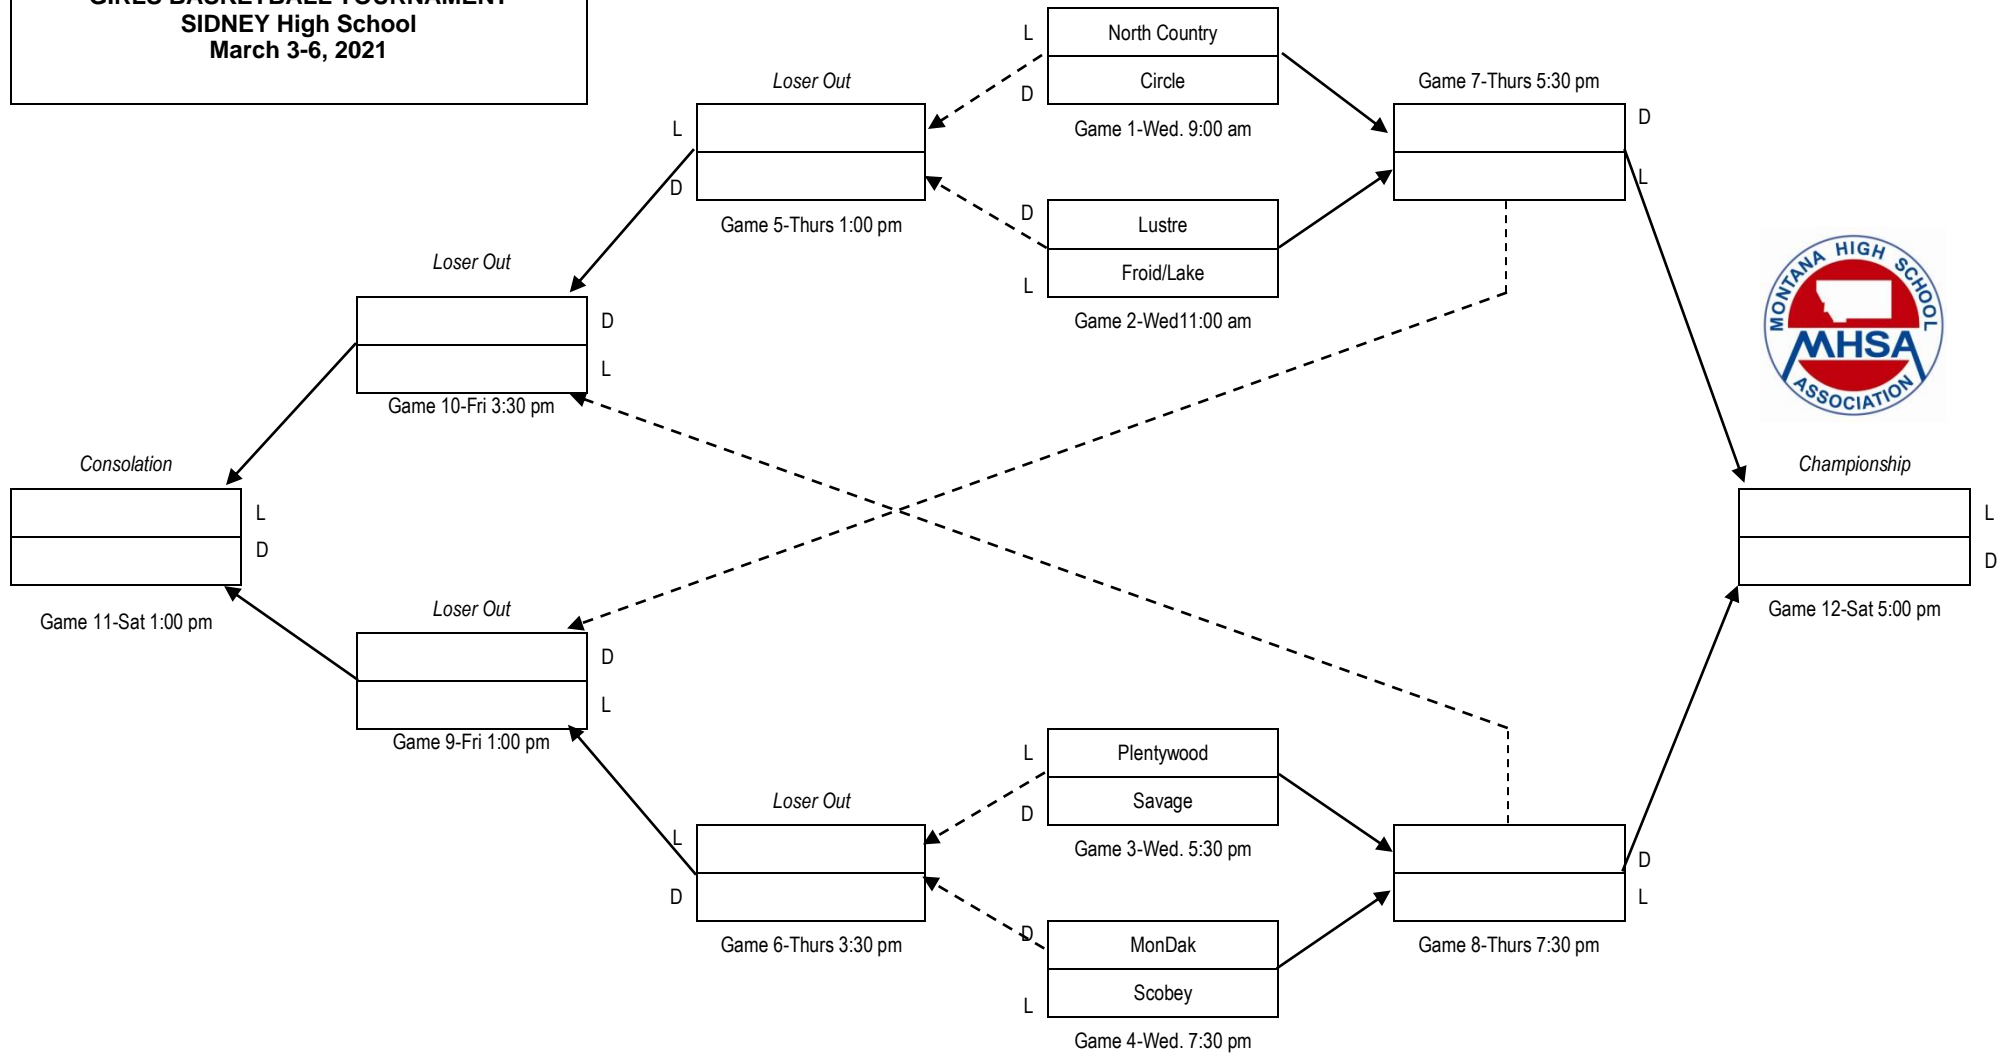 GIRLS BASKETBALL TOURNAMENT
SIDNEY High School
March 3-6, 2021
L
North Country
D
Circle
Game 1-Wed. 9:00 am
Loser Out
L
D
Game 5-Thurs 1:00 pm
Game 7-Thurs 5:30 pm
D
L
D
Lustre
L
Froid/Lake
Game 2-Wed11:00 am
Loser Out
D
L
Game 10-Fri 3:30 pm
MONTANA HIGH SCHOOL
MHSA
ASSOCIATION
Consolation
L
D
Game 11-Sat 1:00 pm
Championship
L
D
Game 12-Sat 5:00 pm
Loser Out
D
L
Game 9-Fri 1:00 pm
L
Plentywood
D
Savage
Game 3-Wed. 5:30 pm
Loser Out
L
D
Game 6-Thurs 3:30 pm
D
L
Game 8-Thurs 7:30 pm
D
MonDak
L
Scobey
Game 4-Wed. 7:30 pm